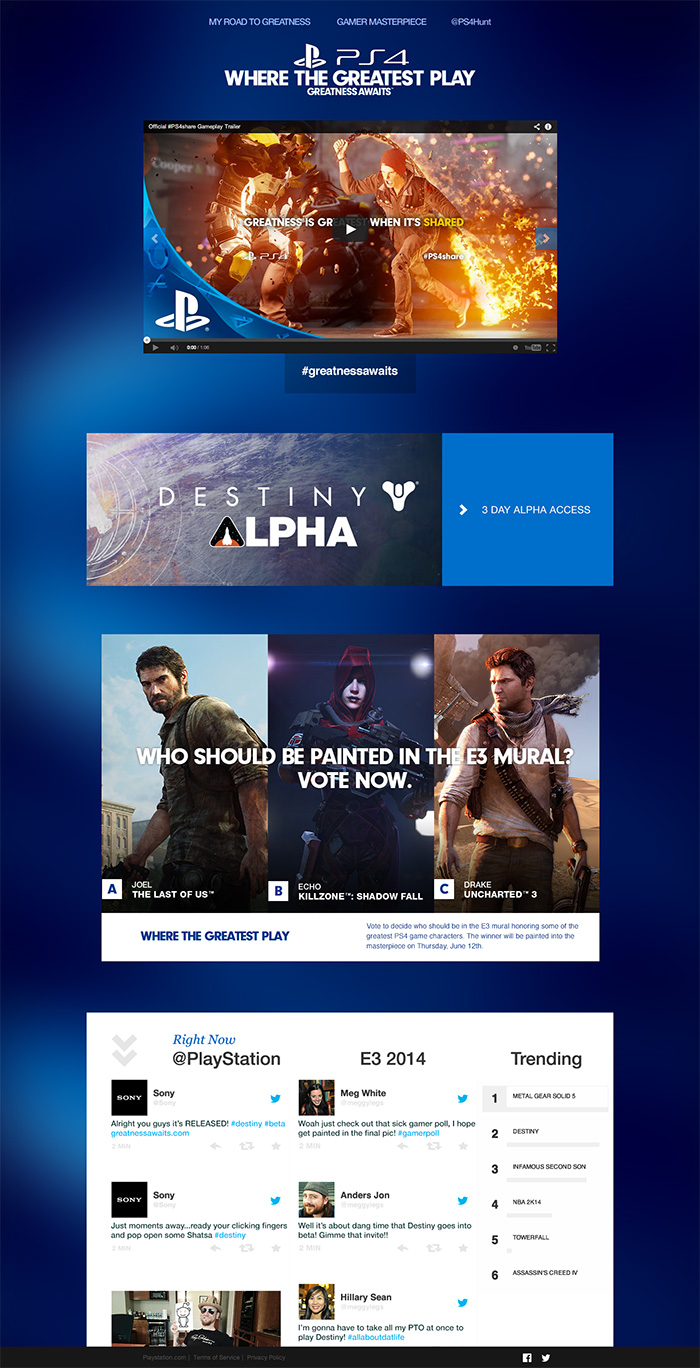 MY ROAD TO GREATNESS GAMER MASTERPIECE @PS4Hunt
PS4
WHERE THE GREATEST PLAY
GREATNESS AWAITS
Official #PS4share Gameplay Trailer
GREATNESS IS GREATEST WHEN IT'S SHARED
PS4 #PS4share
0:00 / 1:06 YouTube
#greatnessawaits
DESTINY
ALPHA
3 DAY ALPHA ACCESS
WHO SHOULD BE PAINTED IN THE E3 MURAL?
VOTE NOW.
A JOEL
THE LAST OF US™
B ECHO
KILLZONE™: SHADOW FALL
C DRAKE
UNCHARTED™ 3
WHERE THE GREATEST PLAY
Vote to decide who should be in the E3 mural honoring some of the
greatest PS4 game characters. The winner will be painted into the
masterpiece on Thursday, June 12th.
Right Now
@PlayStation
E3 2014
Trending
SONY
Sony
@Sony
Alright you guys it's RELEASED! #destiny #beta
greatnessawaits.com
2 MIN
SONY
Sony
@Sony
Just moments away...ready your clicking fingers
and pop open some Shatsa #destiny
2 MIN
Meg White
@meggylegs
Woah just check out that sick gamer poll, I hope
get painted in the final pic! #gamerpoll
2 MIN
Anders Jon
@meggylegs
Well it's about dang time that Destiny goes into
beta! Gimme that invite!!
2 MIN
Hillary Sean
@meggylegs
I'm gonna have to take all my PTO at once to
play Destiny! #allaboutdatlife
1 METAL GEAR SOLID 5
2 DESTINY
3 INFAMOUS SECOND SON
4 NBA 2K14
5 TOWERFALL
6 ASSASSIN'S CREED IV
Playstation.com | Terms of Service | Privacy Policy